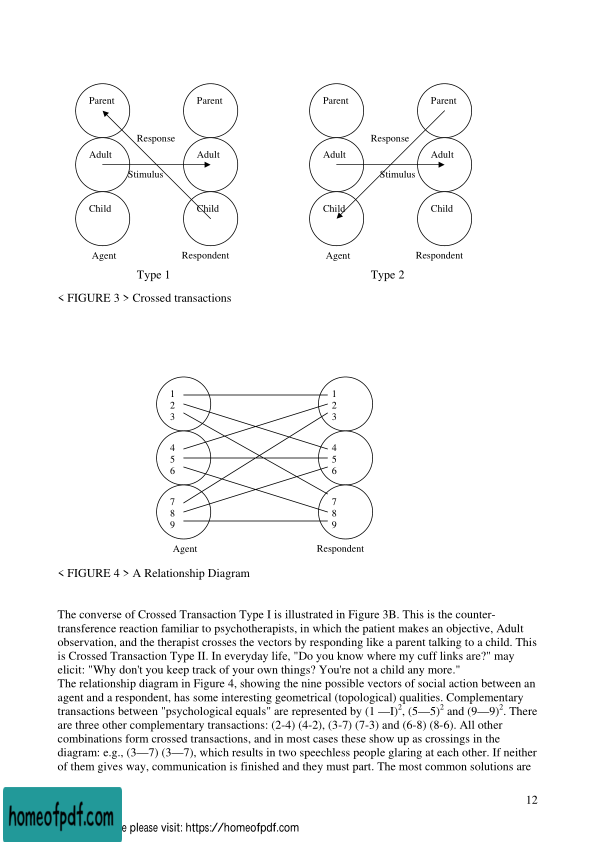 Parent Parent Parent Parent
Response Response
Adult Adult Adult Adult
Stimulus Stimulus
Child Child Child Child
Agent Respondent Agent Respondent
Type 1 Type 2
< FIGURE 3 > Crossed transactions
1 1
2 2
3 3
4 4
5 5
6 6
7 7
8 8
9 9
Agent Respondent
< FIGURE 4 > A Relationship Diagram
The converse of Crossed Transaction Type I is illustrated in Figure 3B. This is the counter-
transference reaction familiar to psychotherapists, in which the patient makes an objective, Adult
observation, and the therapist crosses the vectors by responding like a parent talking to a child. This
is Crossed Transaction Type II. In everyday life, "Do you know where my cuff links are?" may
elicit: "Why don't you keep track of your own things? You're not a child any more."
The relationship diagram in Figure 4, showing the nine possible vectors of social action between an
agent and a respondent, has some interesting geometrical (topological) qualities. Complementary
transactions between "psychological equals" are represented by (1 —I)², (5—5)² and (9—9)². There
are three other complementary transactions: (2-4) (4-2), (3-7) (7-3) and (6-8) (8-6). All other
combinations form crossed transactions, and in most cases these show up as crossings in the
diagram: e.g., (3—7) (3—7), which results in two speechless people glaring at each other. If neither
of them gives way, communication is finished and they must part. The most common solutions are
12
homeofpdf.com
e please visit: https://homeofpdf.com